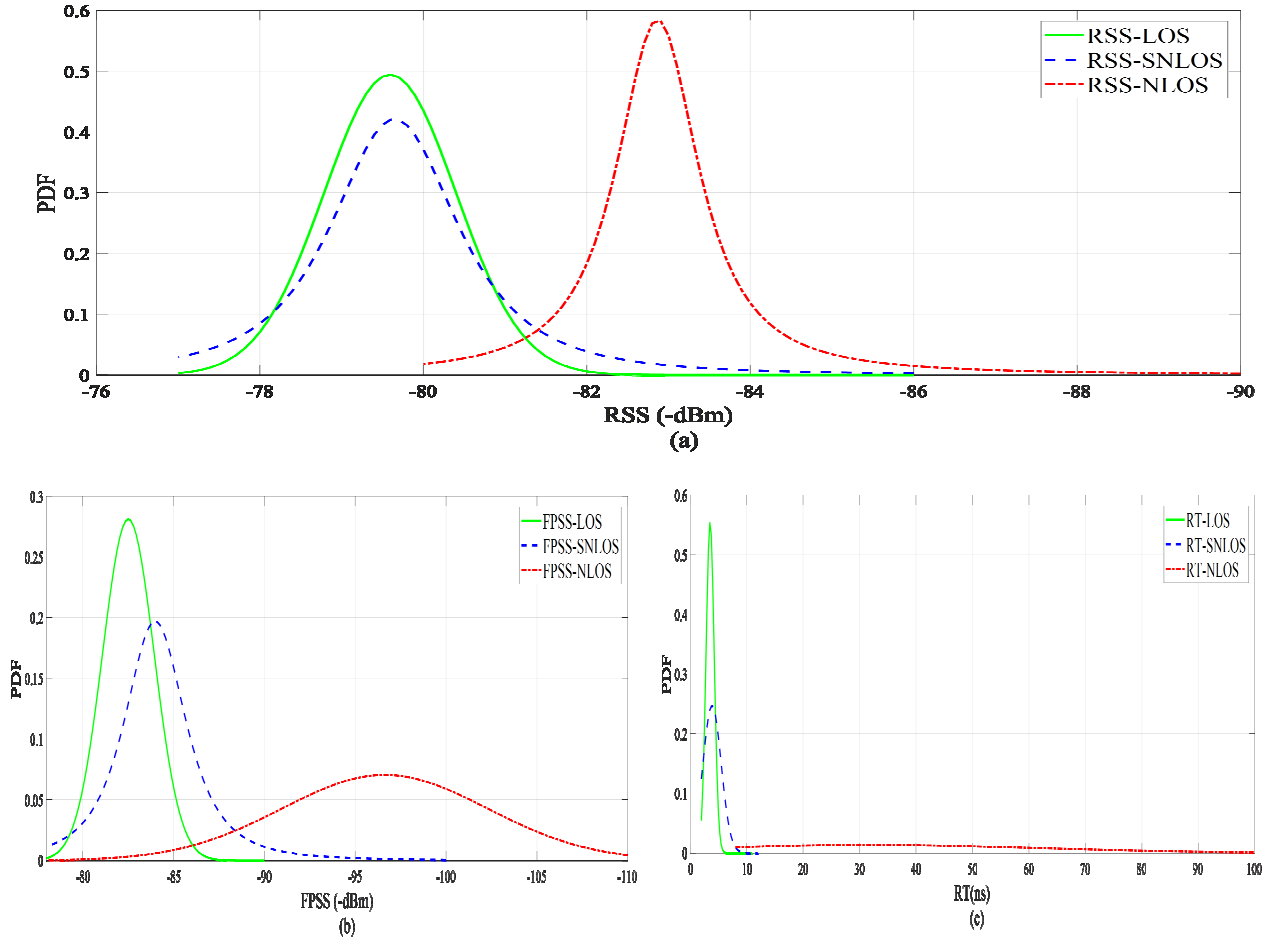 0.6
0.5
0.4
0.3
0.2
0.1
0
PDF
-76
-78
-80
-82
-84
-86
-88
-90
RSS (-dBm)
(a)
RSS-LOS
RSS-SNLOS
RSS-NLOS
0.3
0.25
0.2
0.15
0.1
0.05
0
PDF
-80
-85
-90
-95
-100
-105
-110
FPSS (-dBm)
(b)
FPSS-LOS
FPSS-SNLOS
FPSS-NLOS
0.6
0.5
0.4
0.3
0.2
0.1
0
PDF
0
10
20
30
40
50
60
70
80
90
100
RT(ns)
(c)
RT-LOS
RT-SNLOS
RT-NLOS